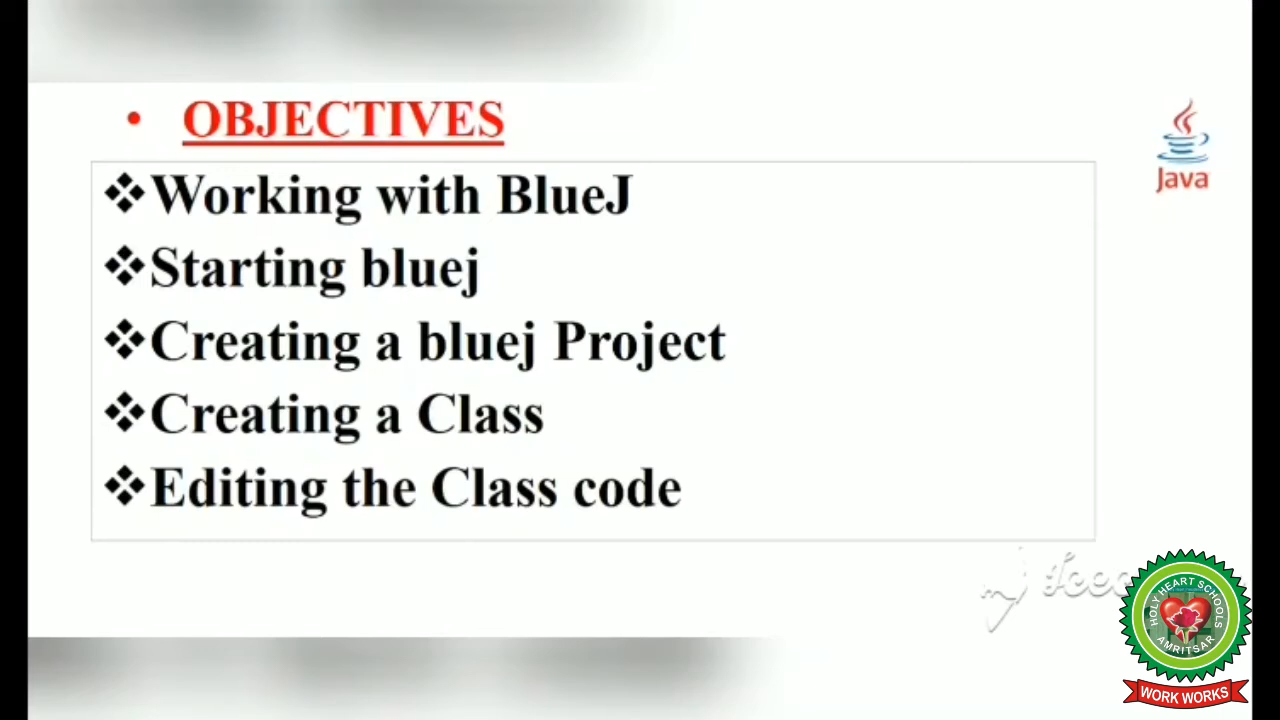 • OBJECTIVES
❖Working with BlueJ
❖Starting bluej
❖Creating a bluej Project
❖Creating a Class
❖Editing the Class code
Java
HOLY HEART SCHOOLS
AMRITSAR
WORK WORKS